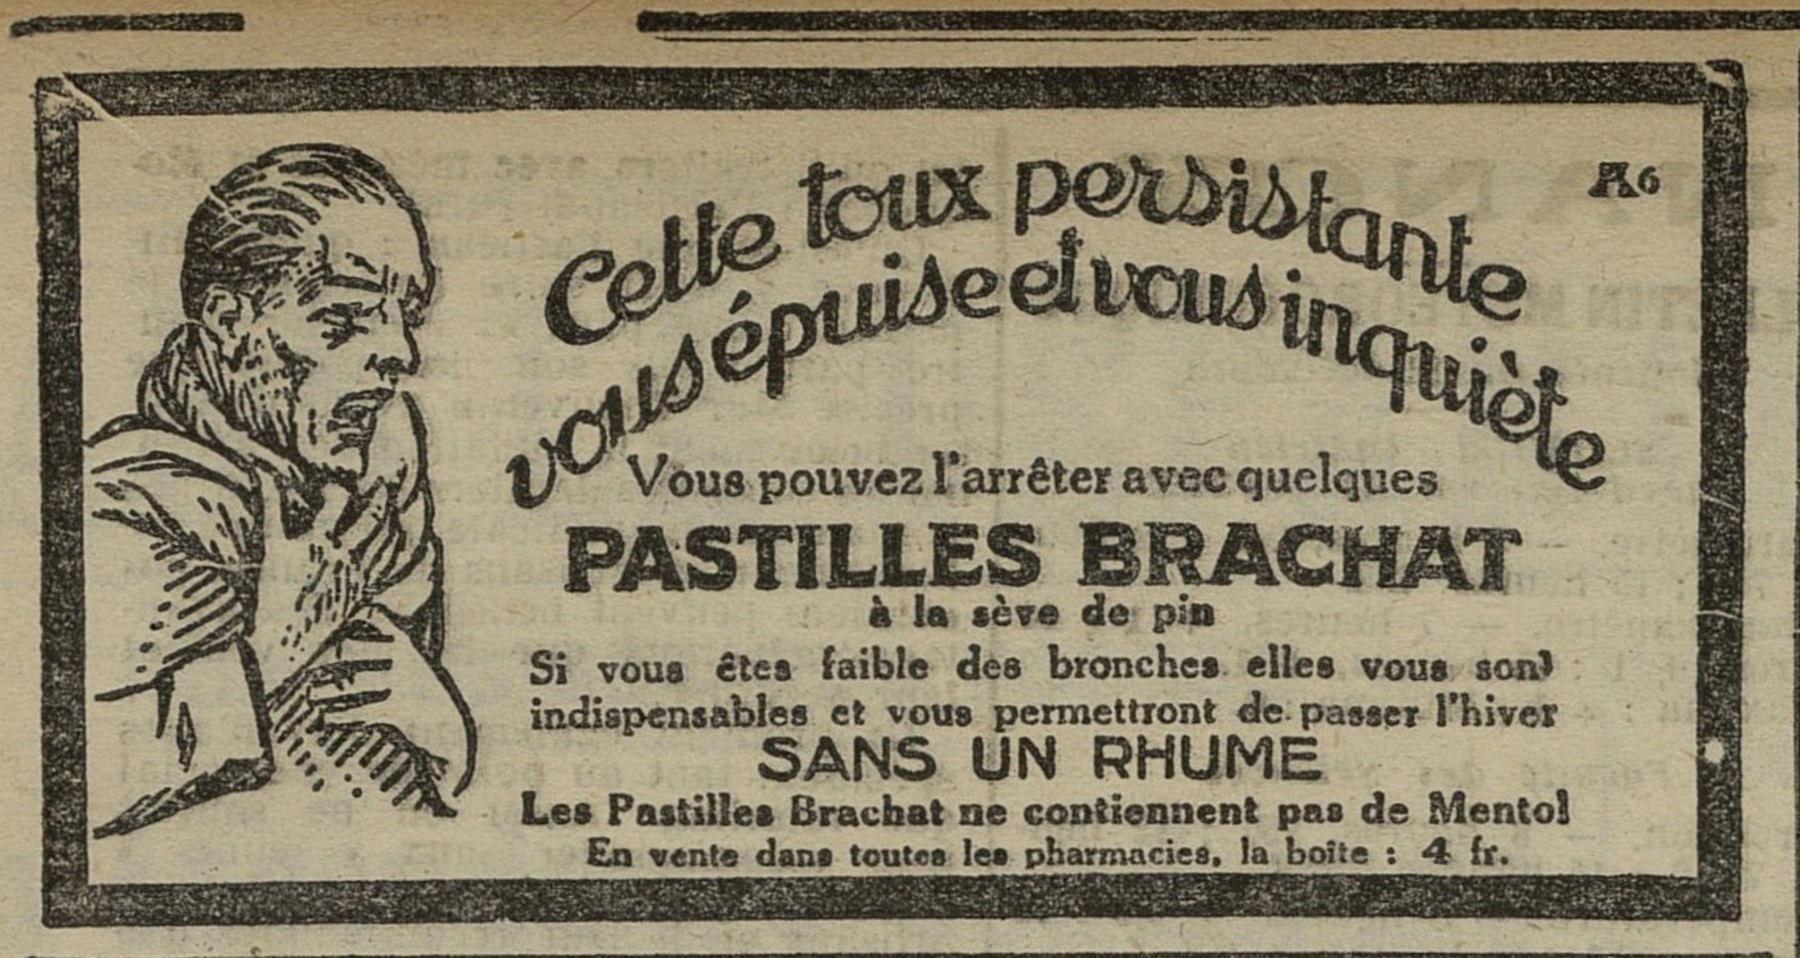 A6
Cette toux persistante
vous épuise et vous inquiète
Vous pouvez l'arrêter avec quelques
PASTILLES BRACHAT
à la sève de pin
Si vous êtes faible des bronches elles vous sont
indispensables et vous permettront de passer l'hiver
SANS UN RHUME
Les Pastilles Brachat ne contiennent pas de Mentol
En vente dans toutes les pharmacies, la boîte : 4 fr.